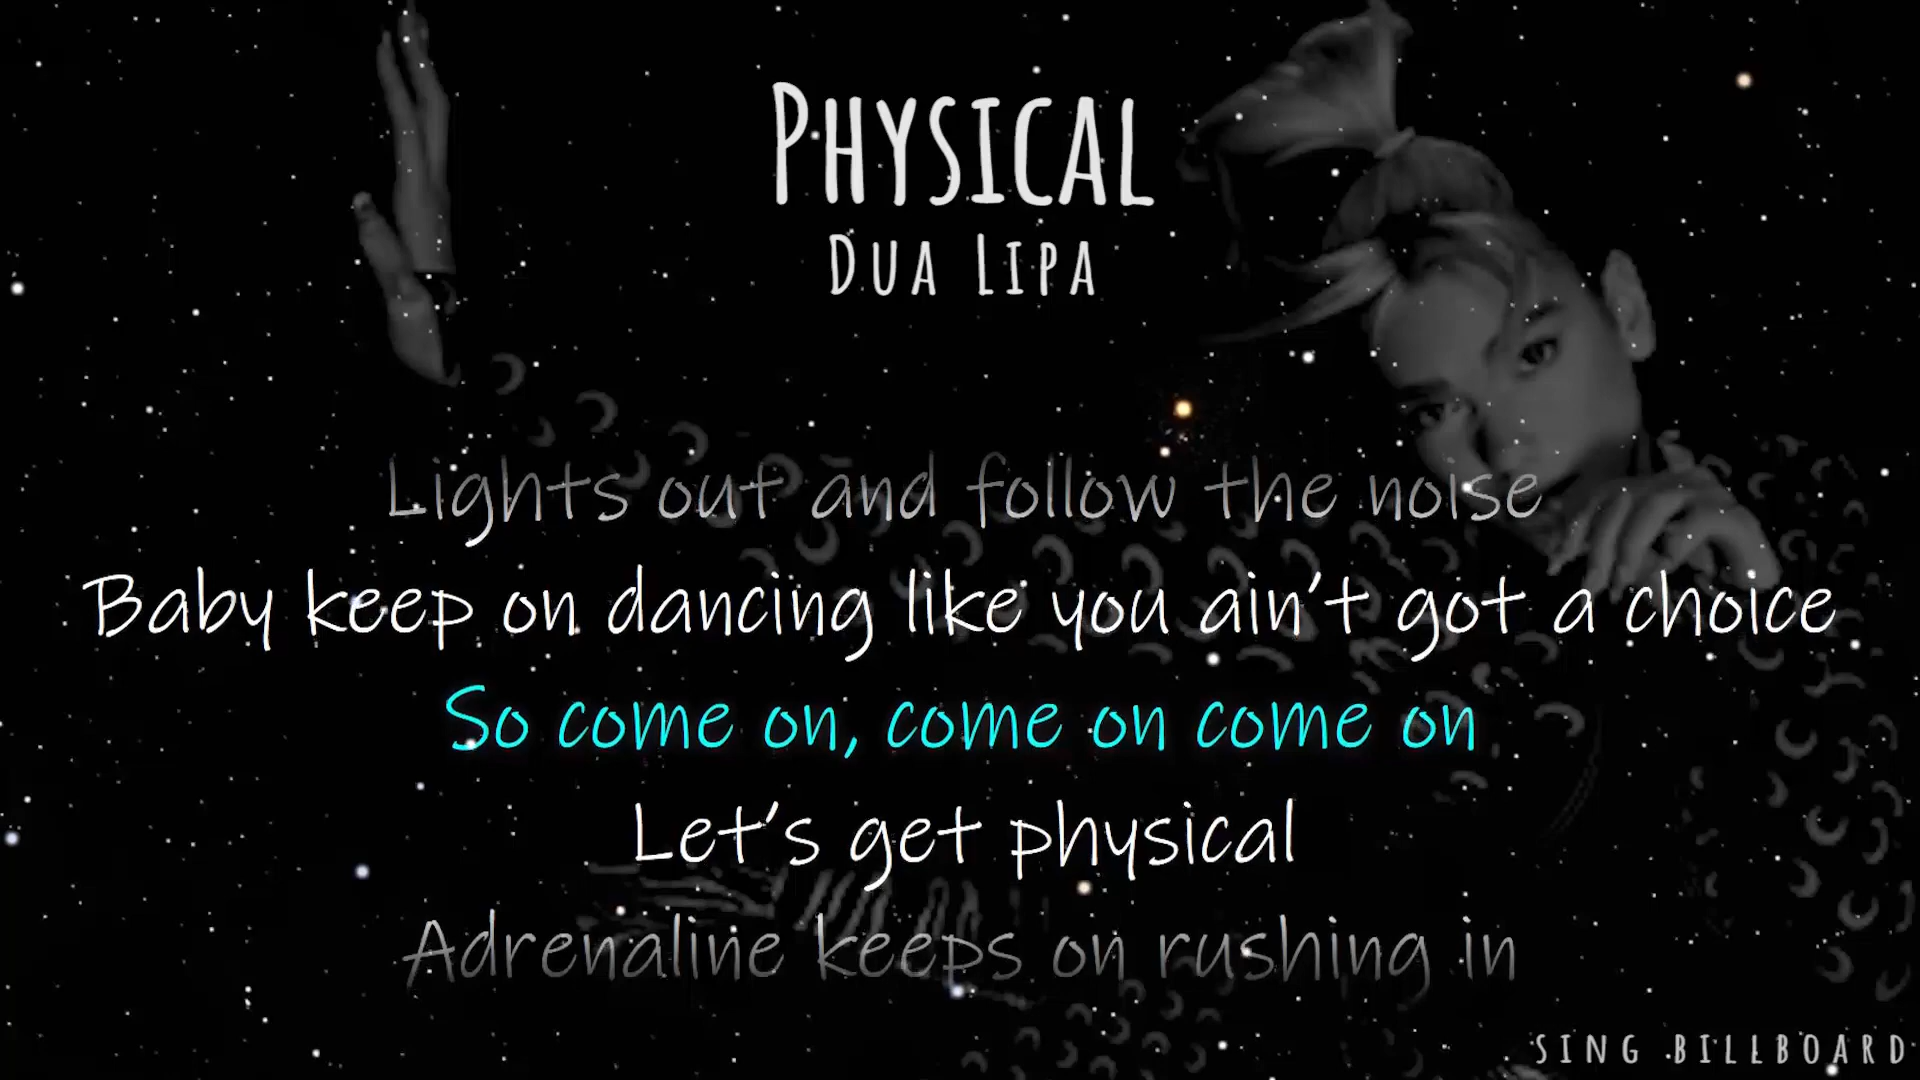 Physical
Dua Lipa
Lights out and follow the noise
Baby keep on dancing like you ain't got a choice
So come on, come on come on
Let's get physical
Adrenaline keeps on rushing in
SING BILLBOARD